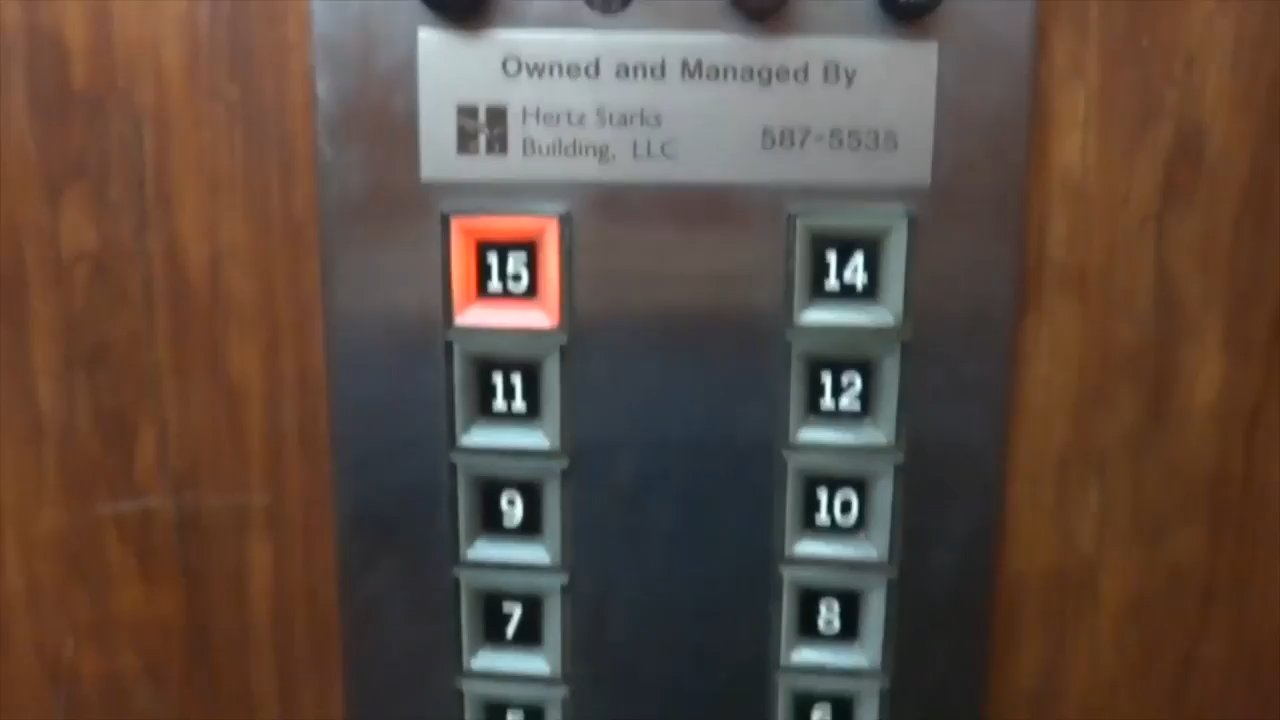 Owned and Managed By
Hertz Starks
Building, LLC
587-5535
15 14
11 12
9 10
7 8